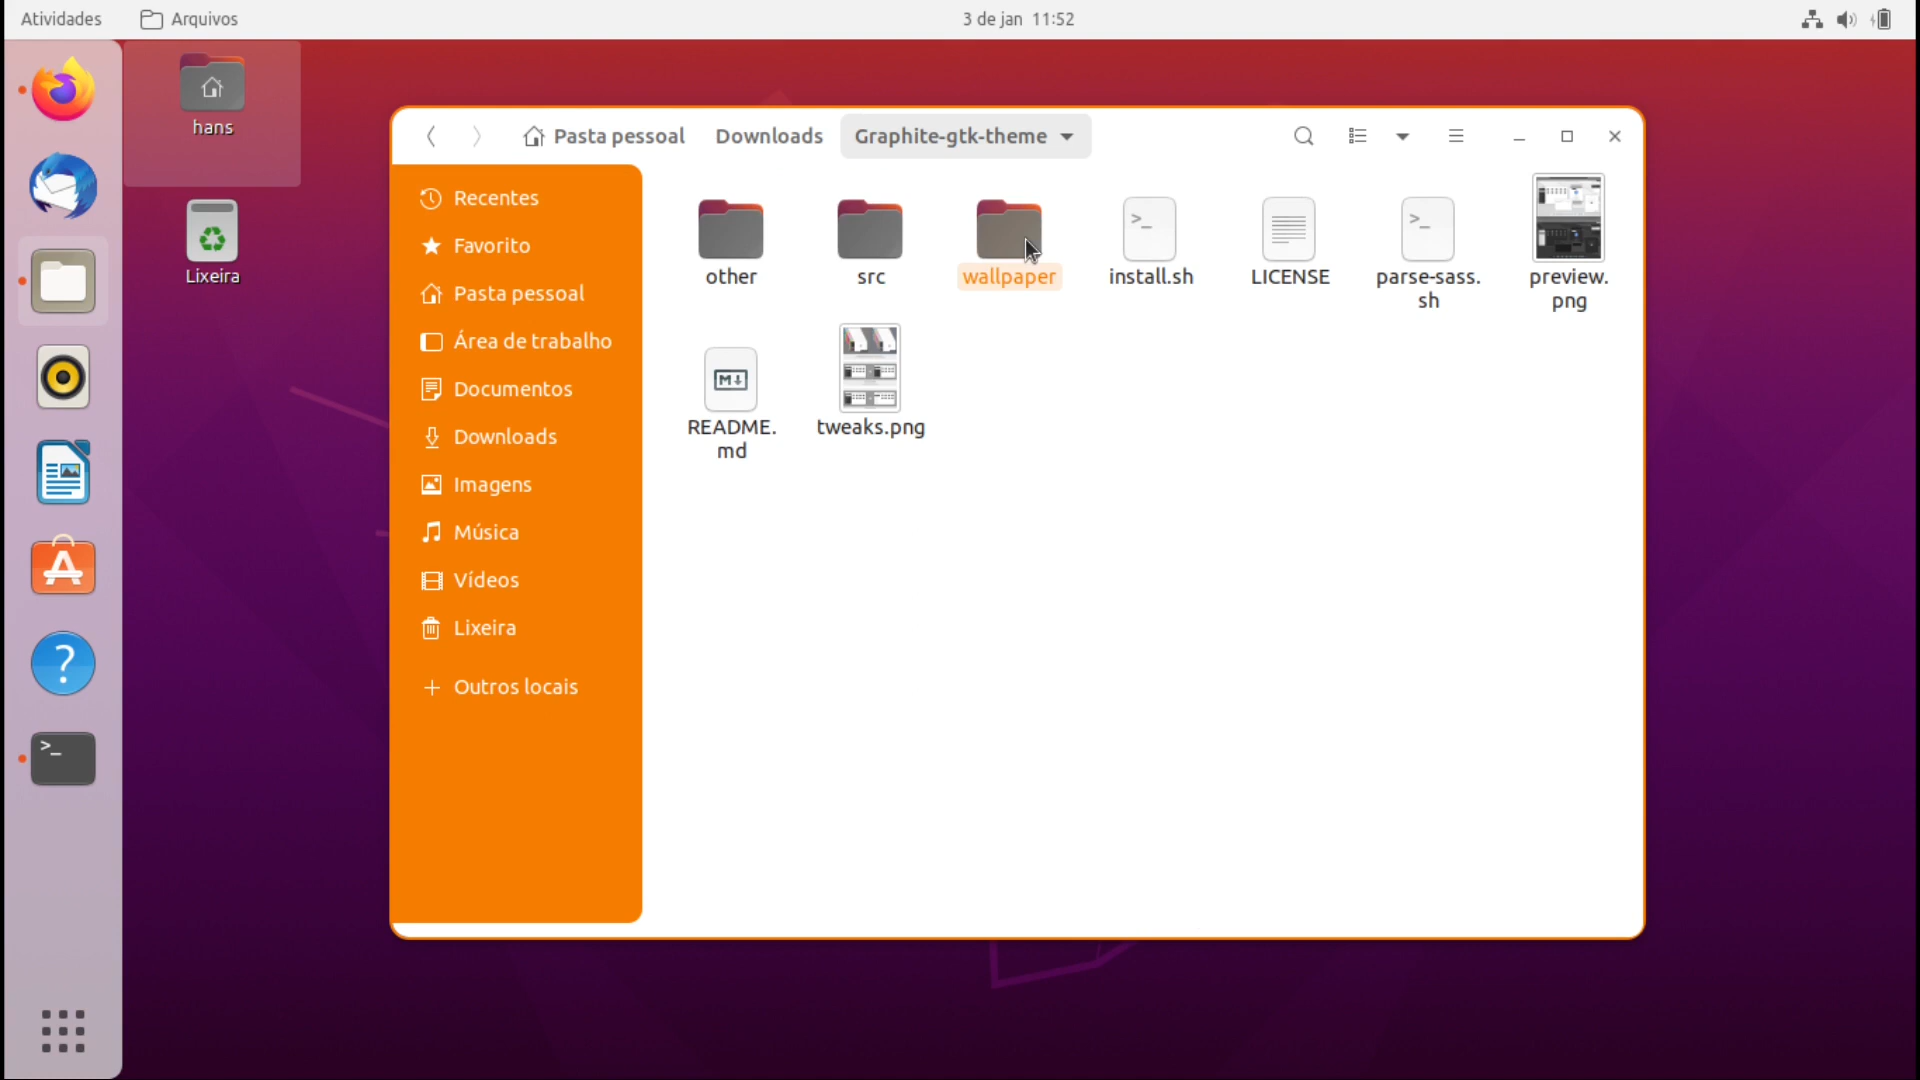 Atividades
Arquivos
3 de jan 11:52
hans
Lixeira
Pasta pessoal
Downloads
Graphite-gtk-theme
Recentes
Favorito
Pasta pessoal
Área de trabalho
Documentos
Downloads
Imagens
Música
Vídeos
Lixeira
Outros locais
other
src
wallpaper
install.sh
LICENSE
parse-sass.
sh
preview.
png
README.
md
tweaks.png